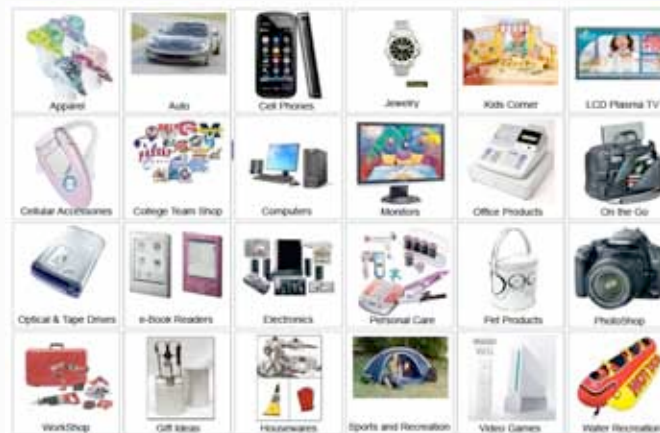 Apparel
Auto
Cell Phones
Jewelry
Kids Corner
LCD Plasma TV
Cellular Accessories
College Team Shop
Computers
Monitors
Office Products
On the Go
Optical & Tape Drives
e-Book Readers
Electronics
Personal Care
Pet Products
PhotoShop
WorkShop
Gift Ideas
Housewares
Sports and Recreation
Video Games
Water Recreation